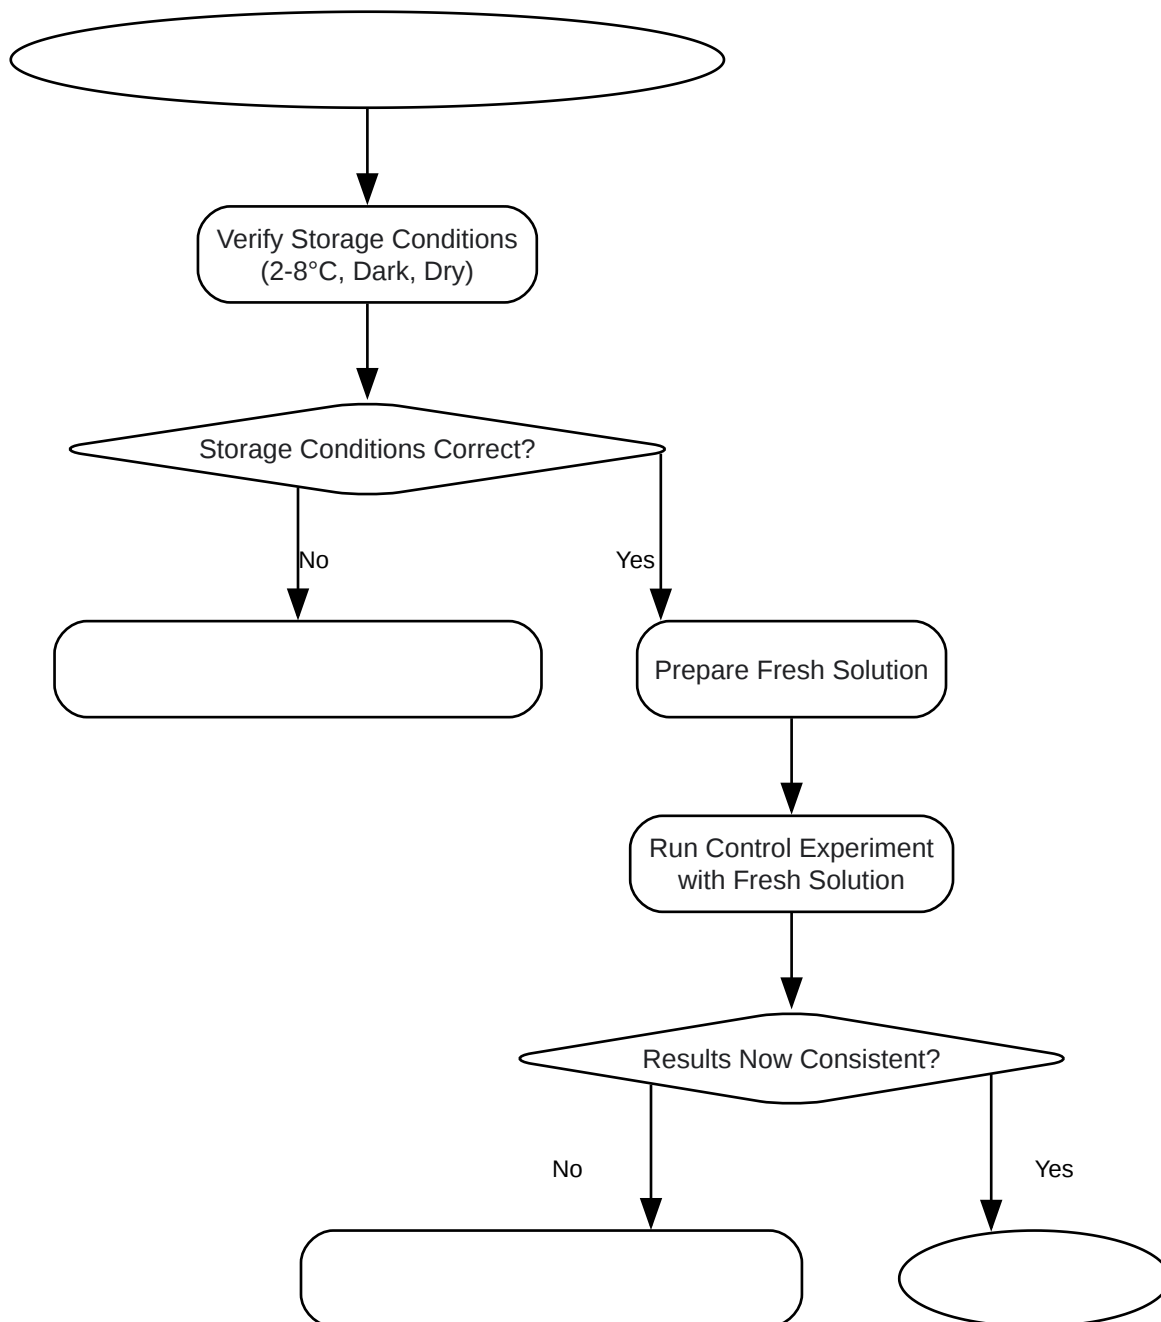 Verify Storage Conditions
(2-8°C, Dark, Dry)
Storage Conditions Correct?
No
Yes
Prepare Fresh Solution
Run Control Experiment
with Fresh Solution
Results Now Consistent?
No
Yes